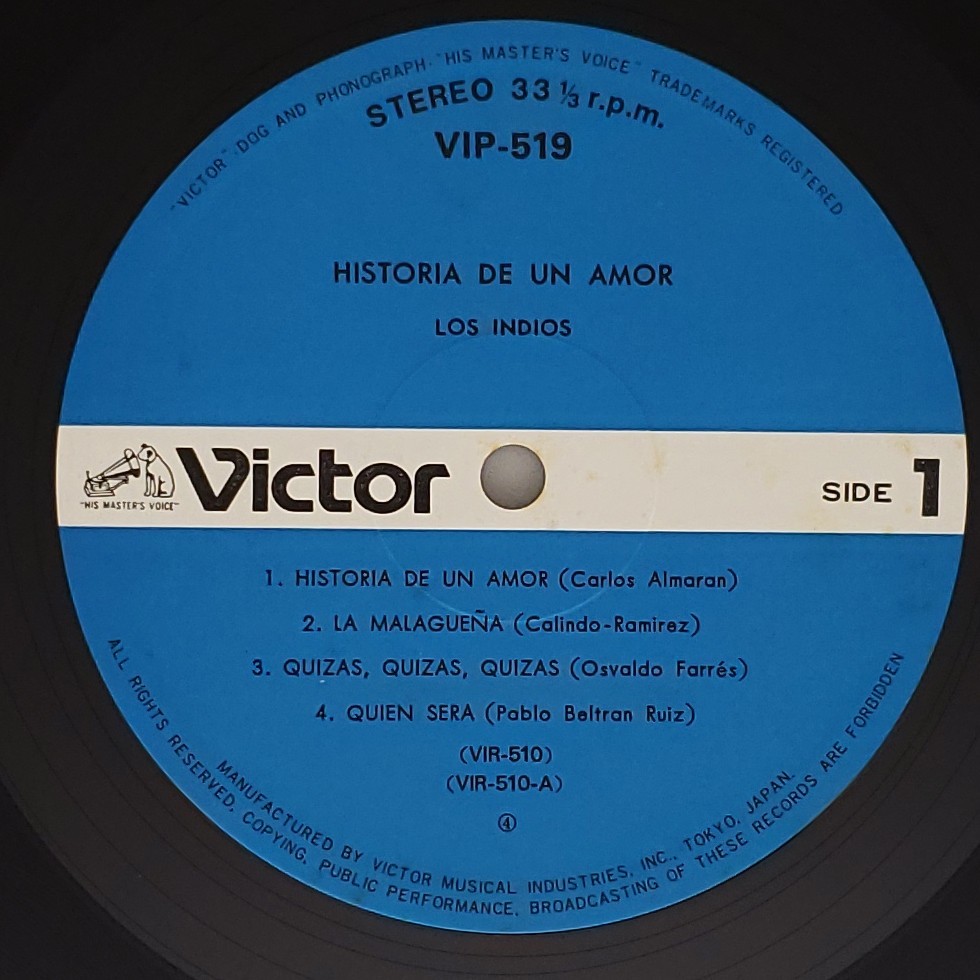 "VICTOR"·DOG AND PHONOGRAPH·"HIS MASTER'S VOICE" TRADEMARKS REGISTERED
STEREO 33 1/3 r.p.m.
VIP-519
HISTORIA DE UN AMOR
LOS INDIOS
"HIS MASTER'S VOICE"
Victor
SIDE 1
1. HISTORIA DE UN AMOR (Carlos Almaran)
2. LA MALAGUEÑA (Calindo-Ramirez)
3. QUIZAS, QUIZAS, QUIZAS (Osvaldo Farrés)
4. QUIEN SERA (Pablo Beltran Ruiz)
(VIR-510)
(VIR-510-A)
④
MANUFACTURED BY VICTOR MUSICAL INDUSTRIES, INC., TOKYO, JAPAN.
ALL RIGHTS RESERVED, COPYING, PUBLIC PERFORMANCE, BROADCASTING OF THESE RECORDS ARE FORBIDDEN